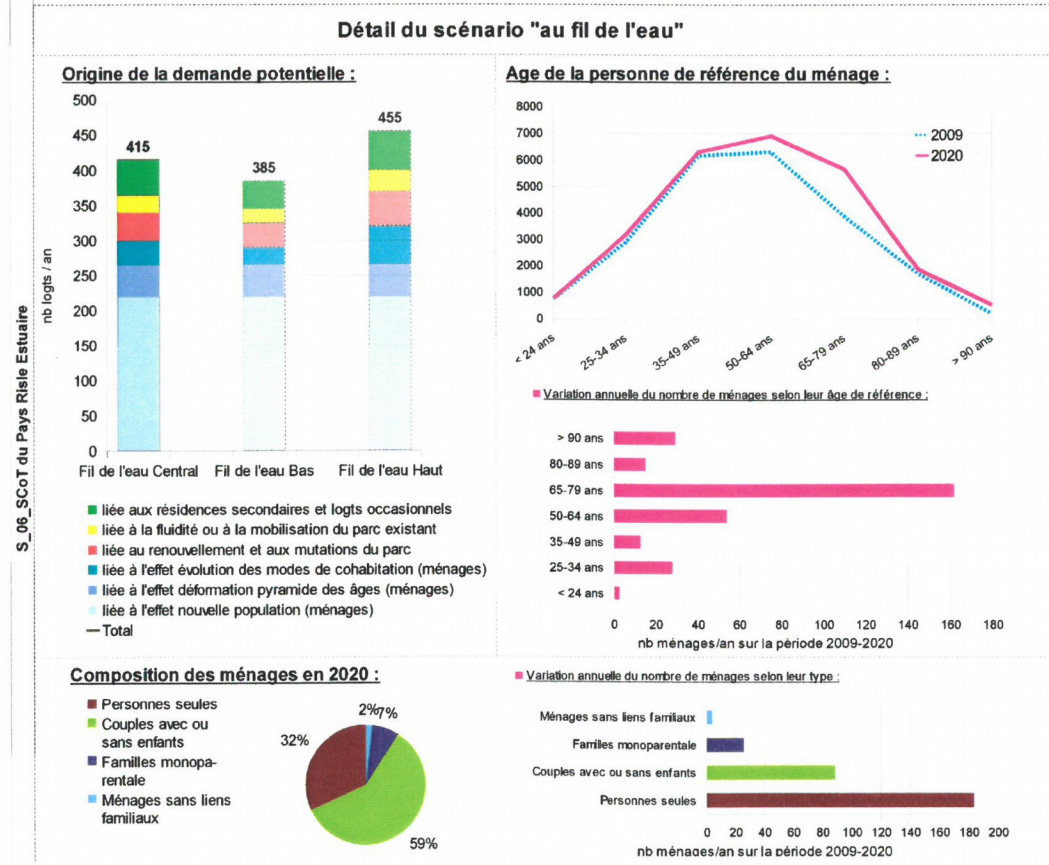 Détail du scénario "au fil de l'eau"
S_06_SCoT du Pays Risle Estuaire
Origine de la demande potentielle :
nb logts / an
500
450
400
350
300
250
200
150
100
50
0
415
385
455
Fil de l'eau Central
Fil de l'eau Bas
Fil de l'eau Haut
liée aux résidences secondaires et logts occasionnels
liée à la fluidité ou à la mobilisation du parc existant
liée au renouvellement et aux mutations du parc
liée à l'effet évolution des modes de cohabitation (ménages)
liée à l'effet déformation pyramide des âges (ménages)
liée à l'effet nouvelle population (ménages)
Total
Age de la personne de référence du ménage :
8000
7000
6000
5000
4000
3000
2000
1000
0
2009
2020
< 24 ans
25-34 ans
35-49 ans
50-64 ans
65-79 ans
80-89 ans
> 90 ans
Variation annuelle du nombre de ménages selon leur âge de référence :
> 90 ans
80-89 ans
65-79 ans
50-64 ans
35-49 ans
25-34 ans
< 24 ans
0 20 40 60 80 100 120 140 160 180
nb ménages/an sur la période 2009-2020
Composition des ménages en 2020 :
Personnes seules
Couples avec ou
sans enfants
Familles monopa-
rentale
Ménages sans liens
familiaux
2%
7%
32%
59%
Variation annuelle du nombre de ménages selon leur type :
Ménages sans liens familiaux
Familles monoparentale
Couples avec ou sans enfants
Personnes seules
0 20 40 60 80 100 120 140 160 180 200
nb ménages/an sur la période 2009-2020